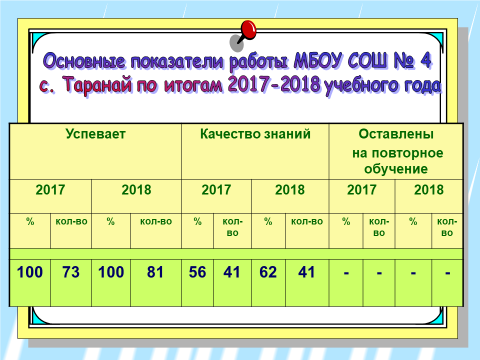 Основные показатели работы МБОУ СОШ № 4
с. Таранай по итогам 2017-2018 учебного года
Успевает Качество знаний Оставлены
на повторное
обучение
2017 2018 2017 2018 2017 2018
% кол-во % кол-во % кол-
во % кол-во % кол-
во % кол-
во
100 73 100 81 56 41 62 41 - - - -